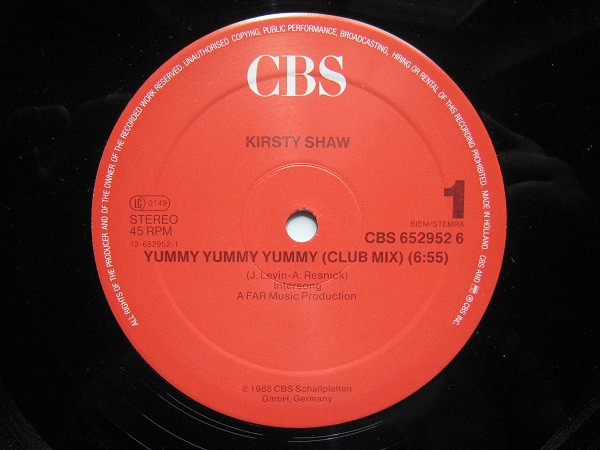 ALL RIGHTS OF THE PRODUCER AND OF THE OWNER OF THE RECORDED WORK RESERVED. UNAUTHORISED COPYING, PUBLIC PERFORMANCE, BROADCASTING, HIRING OR RENTAL OF THIS RECORDING PROHIBITED. MADE IN HOLLAND. CBS AND ® CBS INC.
CBS
KIRSTY SHAW
LC 0149
STEREO
45 RPM
12-652952-1
1
BIEM/STEMRA
CBS 652952 6
YUMMY YUMMY YUMMY (CLUB MIX) (6:55)
(J. Levin-A. Resnick)
Intersong
A FAR Music Production
℗ 1988 CBS Schallplatten
GmbH, Germany